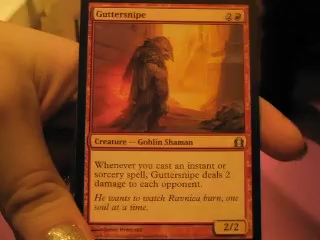 Guttersnipe
Creature — Goblin Shaman
Whenever you cast an instant or
sorcery spell, Guttersnipe deals 2
damage to each opponent.
He wants to watch Ravnica burn, one
soul at a time.
2/2